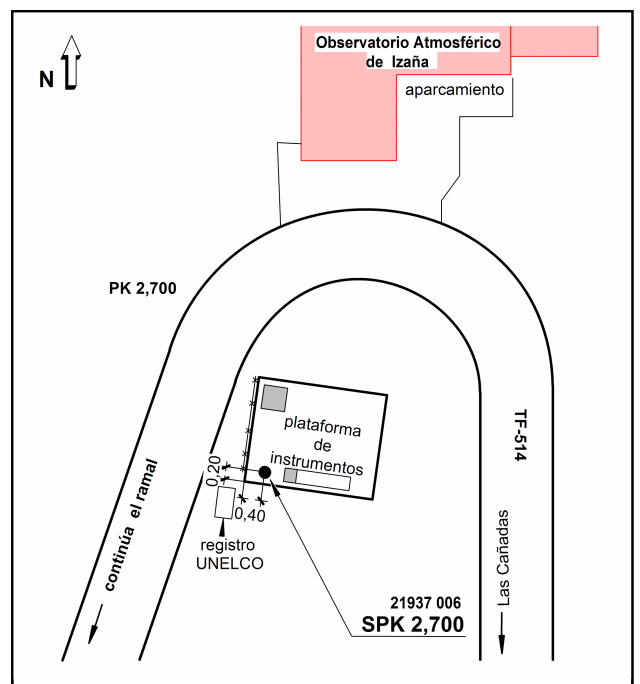 Observatorio Atmosférico
de Izaña
aparcamiento
N
PK 2,700
plataforma
de
instrumentos
TF-514
0,20
0,40
continúa el ramal
registro
UNELCO
Las Cañadas
21937 006
SPK 2,700